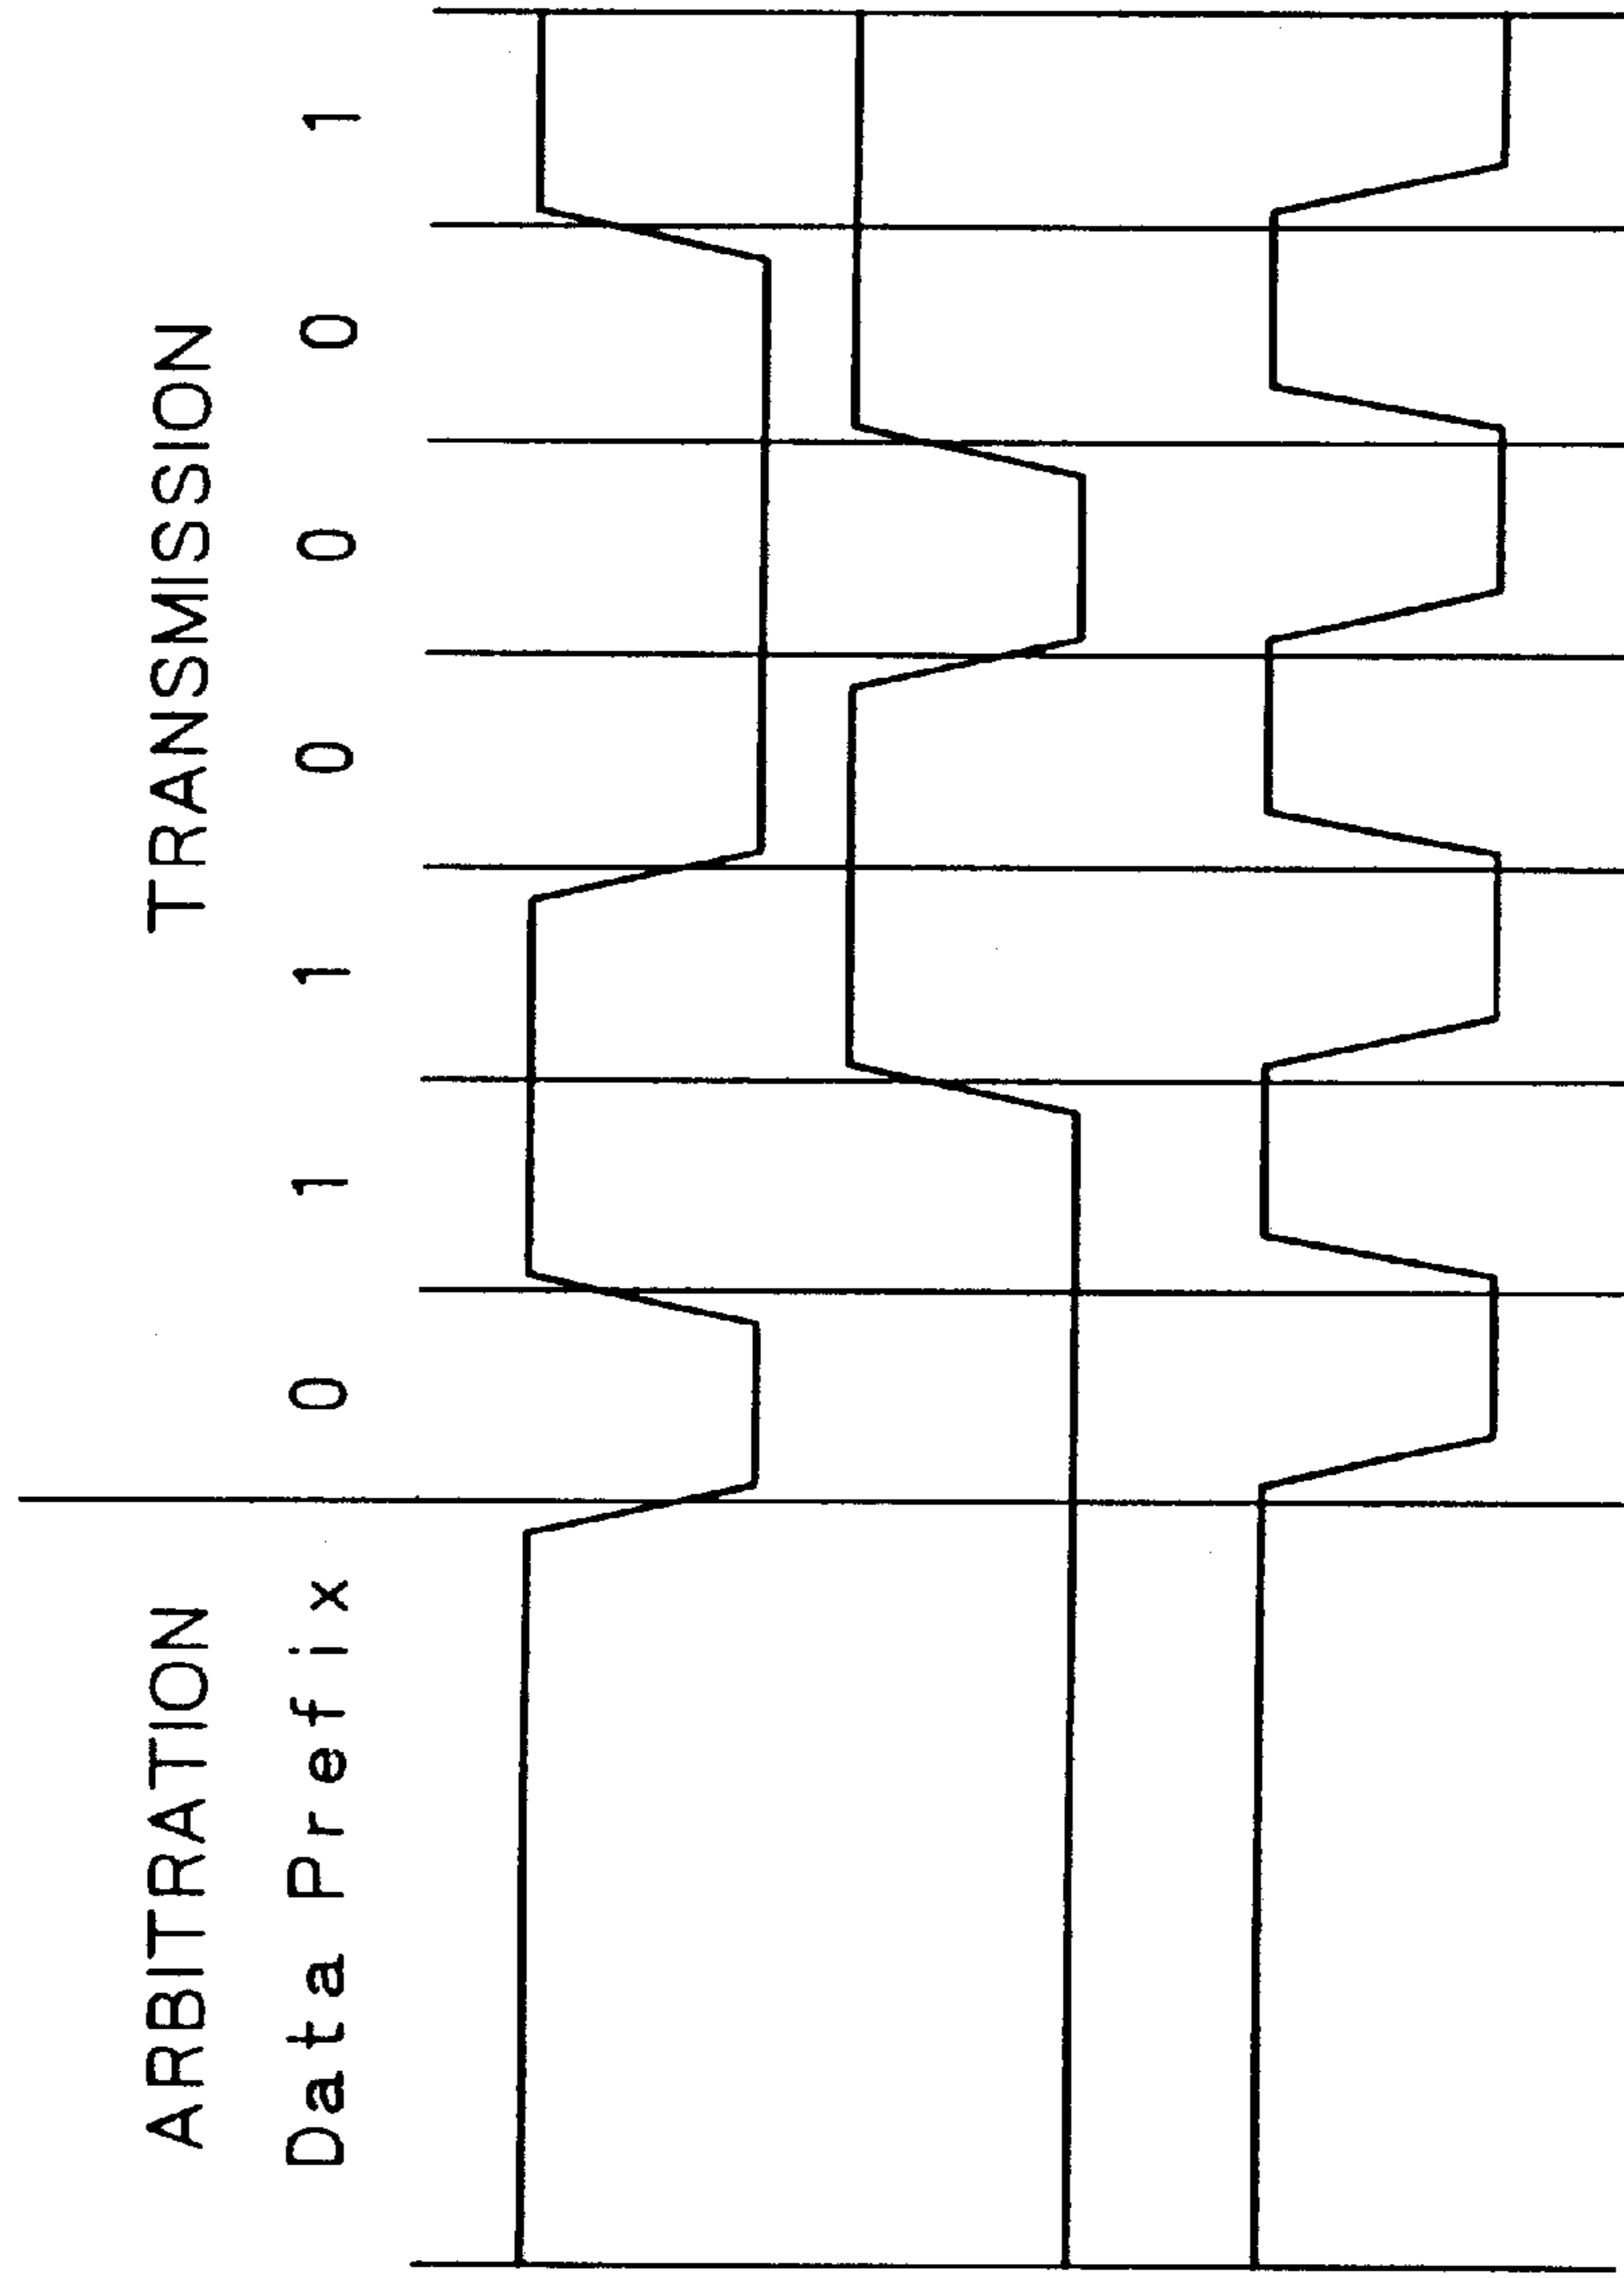 ARBITRATION TRANSMISSION
Data Prefix 0 1 1 0 0 0 1